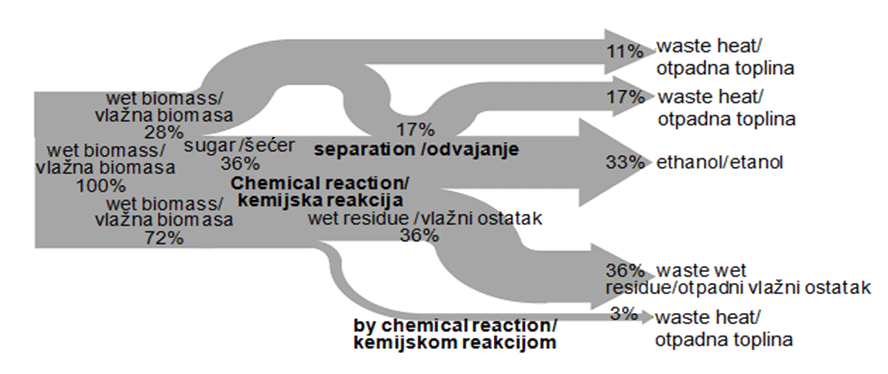 11% waste heat/
otpadna toplina
wet biomass/
vlažna biomasa
28%
17% waste heat/
otpadna toplina
17%
separation /odvajanje
sugar /šećer
36%
wet biomass/
vlažna biomasa
100%
33% ethanol/etanol
Chemical reaction/
kemijska reakcija
wet biomass/
vlažna biomasa
72%
wet residue /vlažni ostatak
36%
36% waste wet
residue/otpadni vlažni ostatak
3% waste heat/
otpadna toplina
by chemical reaction/
kemijskom reakcijom